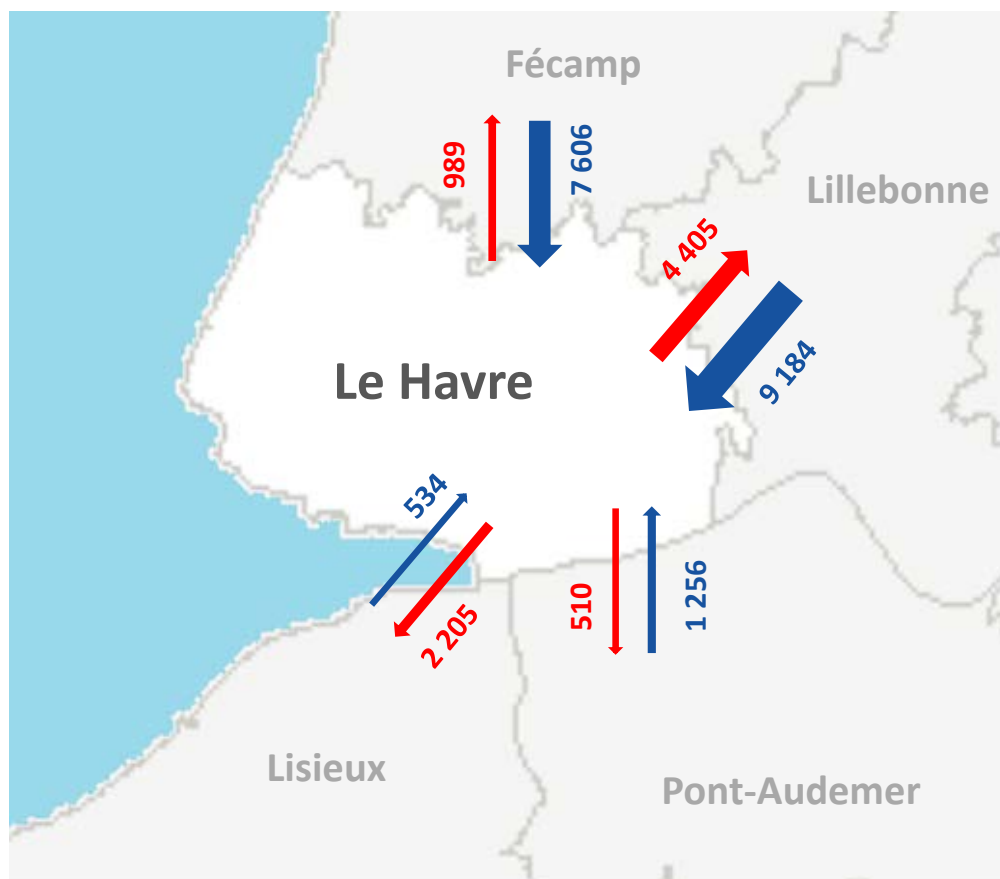 Fécamp
989
7 606
Lillebonne
4 405
9 184
Le Havre
534
2 205
510
1 256
Lisieux
Pont-Audemer